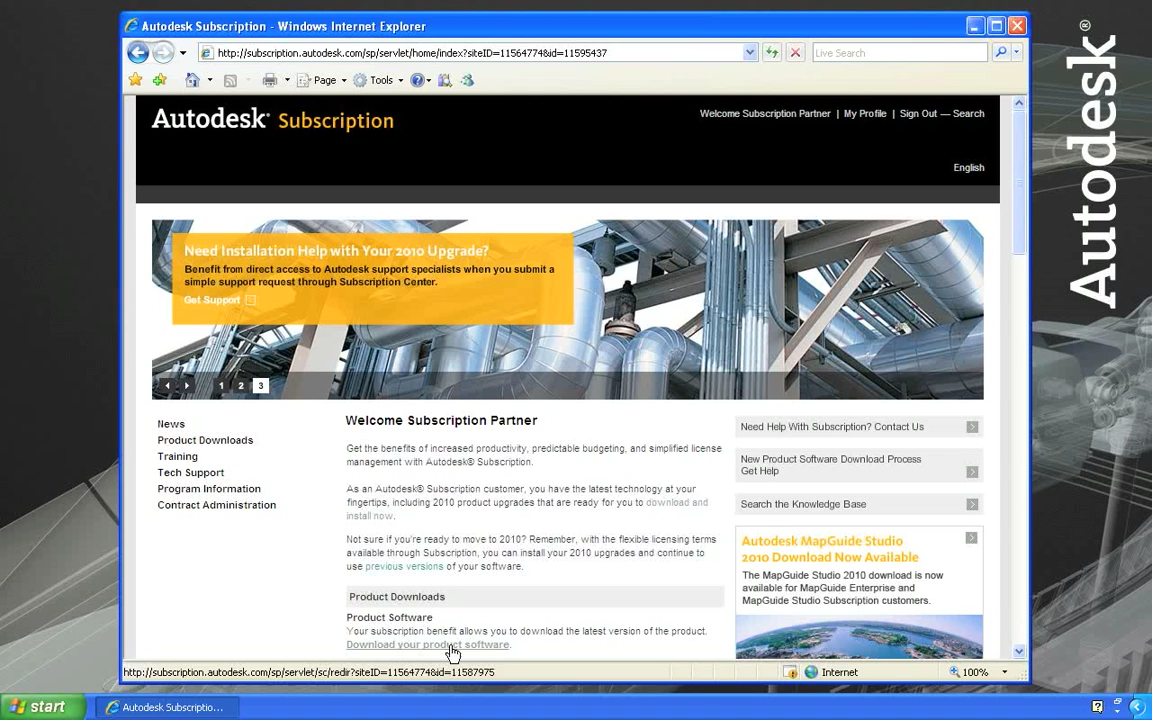 Autodesk Subscription - Windows Internet Explorer
http://subscription.autodesk.com/sp/servlet/home/index?siteID=11564774&id=11595437
Live Search
Page
Tools
Autodesk® Subscription
Welcome Subscription Partner | My Profile | Sign Out — Search
English
Need Installation Help with Your 2010 Upgrade?
Benefit from direct access to Autodesk support specialists when you submit a
simple support request through Subscription Center.
Get Support
1 2 3
News
Product Downloads
Training
Tech Support
Program Information
Contract Administration
Welcome Subscription Partner
Get the benefits of increased productivity, predictable budgeting, and simplified license
management with Autodesk® Subscription.
As an Autodesk® Subscription customer, you have the latest technology at your
fingertips, including 2010 product upgrades that are ready for you to download and
install now.
Not sure if you're ready to move to 2010? Remember, with the flexible licensing terms
available through Subscription, you can install your 2010 upgrades and continue to
use previous versions of your software.
Product Downloads
Product Software
Your subscription benefit allows you to download the latest version of the product.
Download your product software.
Need Help With Subscription? Contact Us
New Product Software Download Process
Get Help
Search the Knowledge Base
Autodesk MapGuide Studio
2010 Download Now Available
The MapGuide Studio 2010 download is now
available for MapGuide Enterprise and
MapGuide Studio Subscription customers.
http://subscription.autodesk.com/sp/servlet/sc/redir?siteID=11564774&id=11587975
Internet
100%
start
Autodesk Subscriptio...
Autodesk®